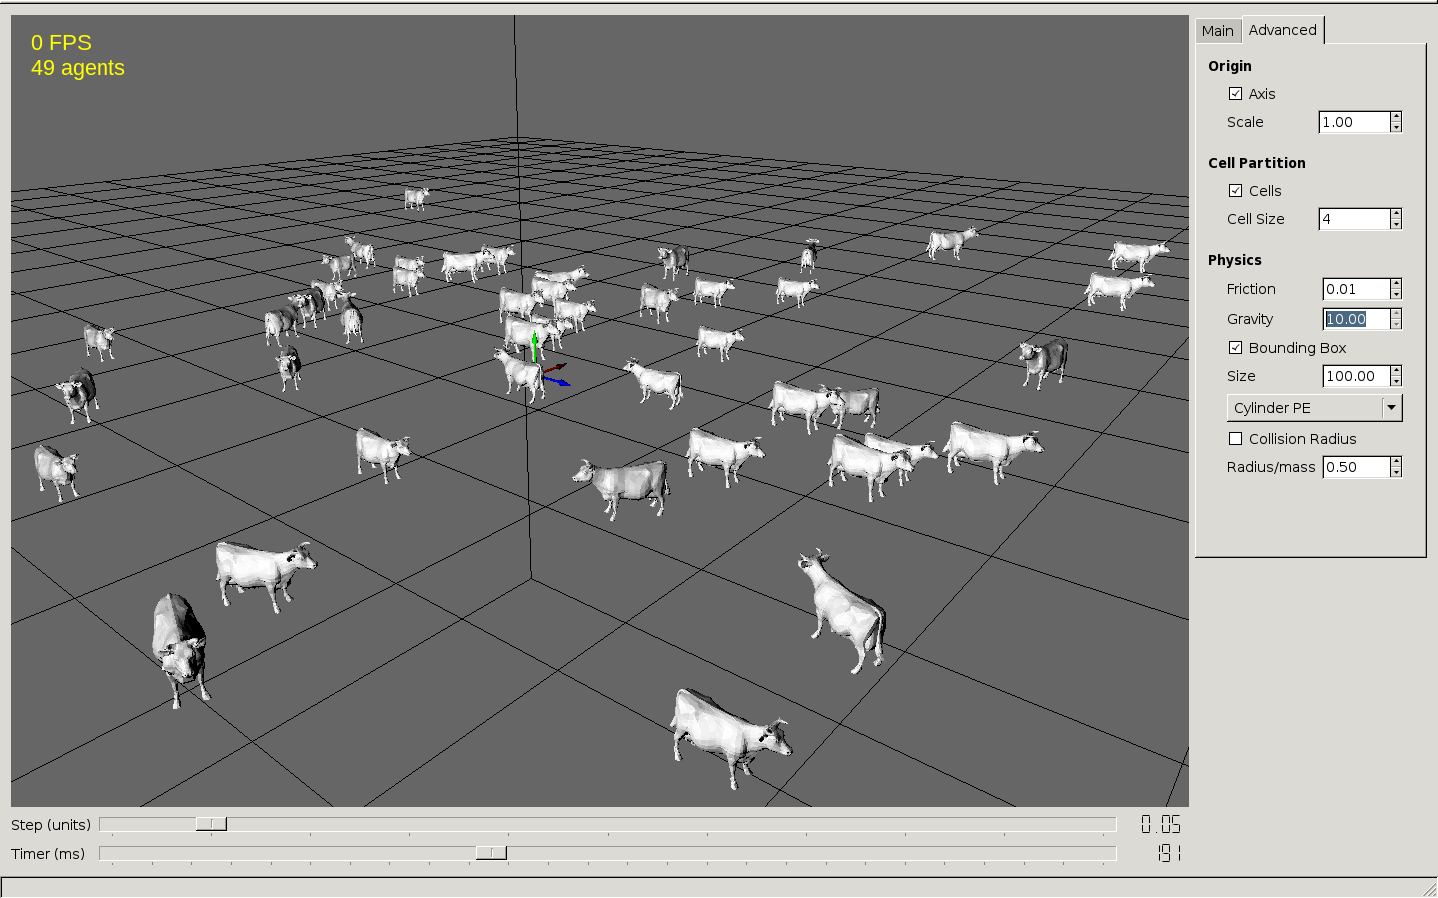 0 FPS
49 agents
Main Advanced
Origin
Axis
Scale 1.00
Cell Partition
Cells
Cell Size 4
Physics
Friction 0.01
Gravity 10.00
Bounding Box
Size 100.00
Cylinder PE
Collision Radius
Radius/mass 0.50
Step (units) 0.05
Timer (ms) 191